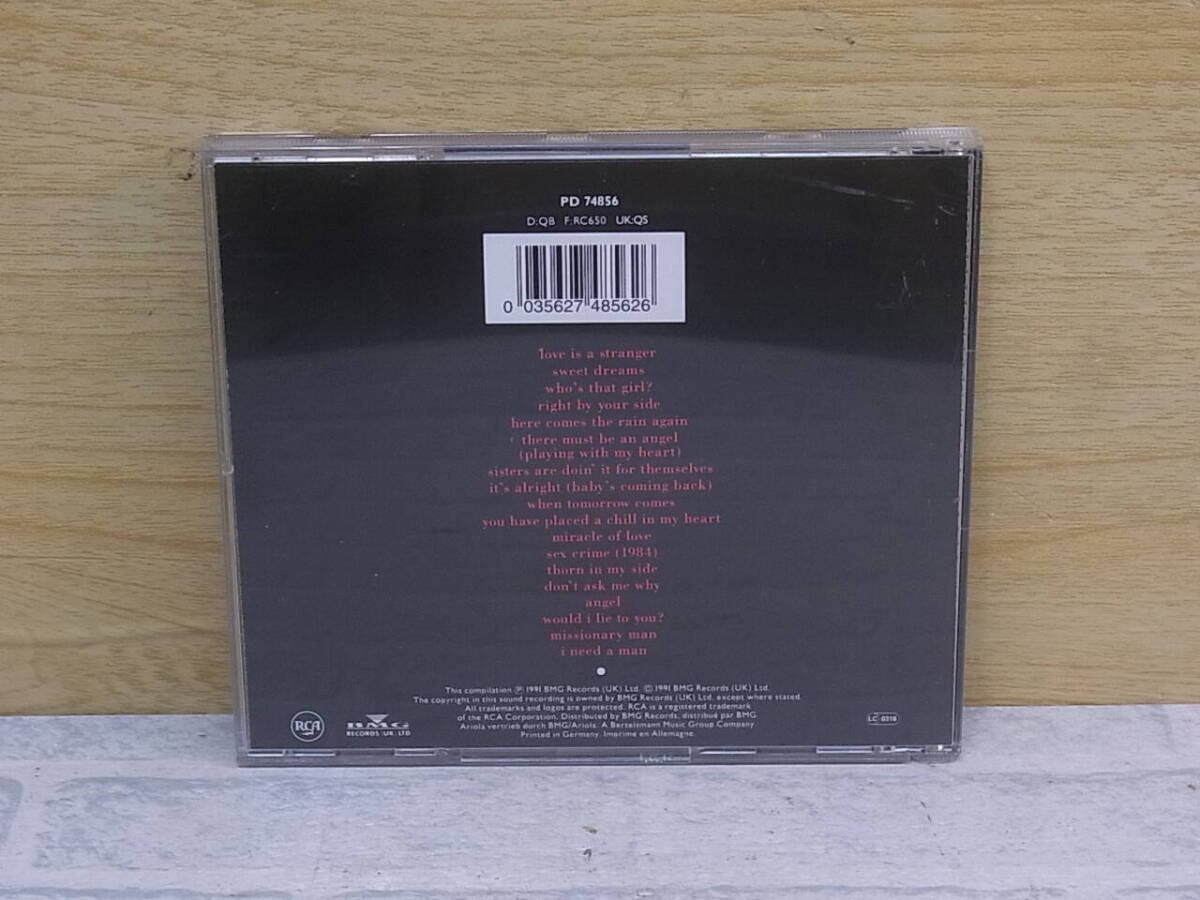 PD 74856
D:QB F:RC650 UK:QS
0 035627 485626
love is a stranger
sweet dreams
who's that girl?
right by your side
here comes the rain again
there must be an angel
(playing with my heart)
sisters are doin' it for themselves
it's alright (baby's coming back)
when tomorrow comes
you have placed a chill in my heart
miracle of love
sex crime (1984)
thorn in my side
don't ask me why
angel
would i lie to you?
missionary man
i need a man
This compilation ℗ 1991 BMG Records (UK) Ltd. © 1991 BMG Records (UK) Ltd.
The copyright in this sound recording is owned by BMG Records (UK) Ltd. except where stated.
All trademarks and logos are protected. RCA is a registered trademark
of the RCA Corporation. Distributed by BMG Records, distribué par BMG
Ariola vertrieb durch BMG/Ariola. A Bertelsmann Music Group Company.
Printed in Germany. Imprime en Allemagne.
RCA
BMG
RECORDS (UK) LTD
LC 0316